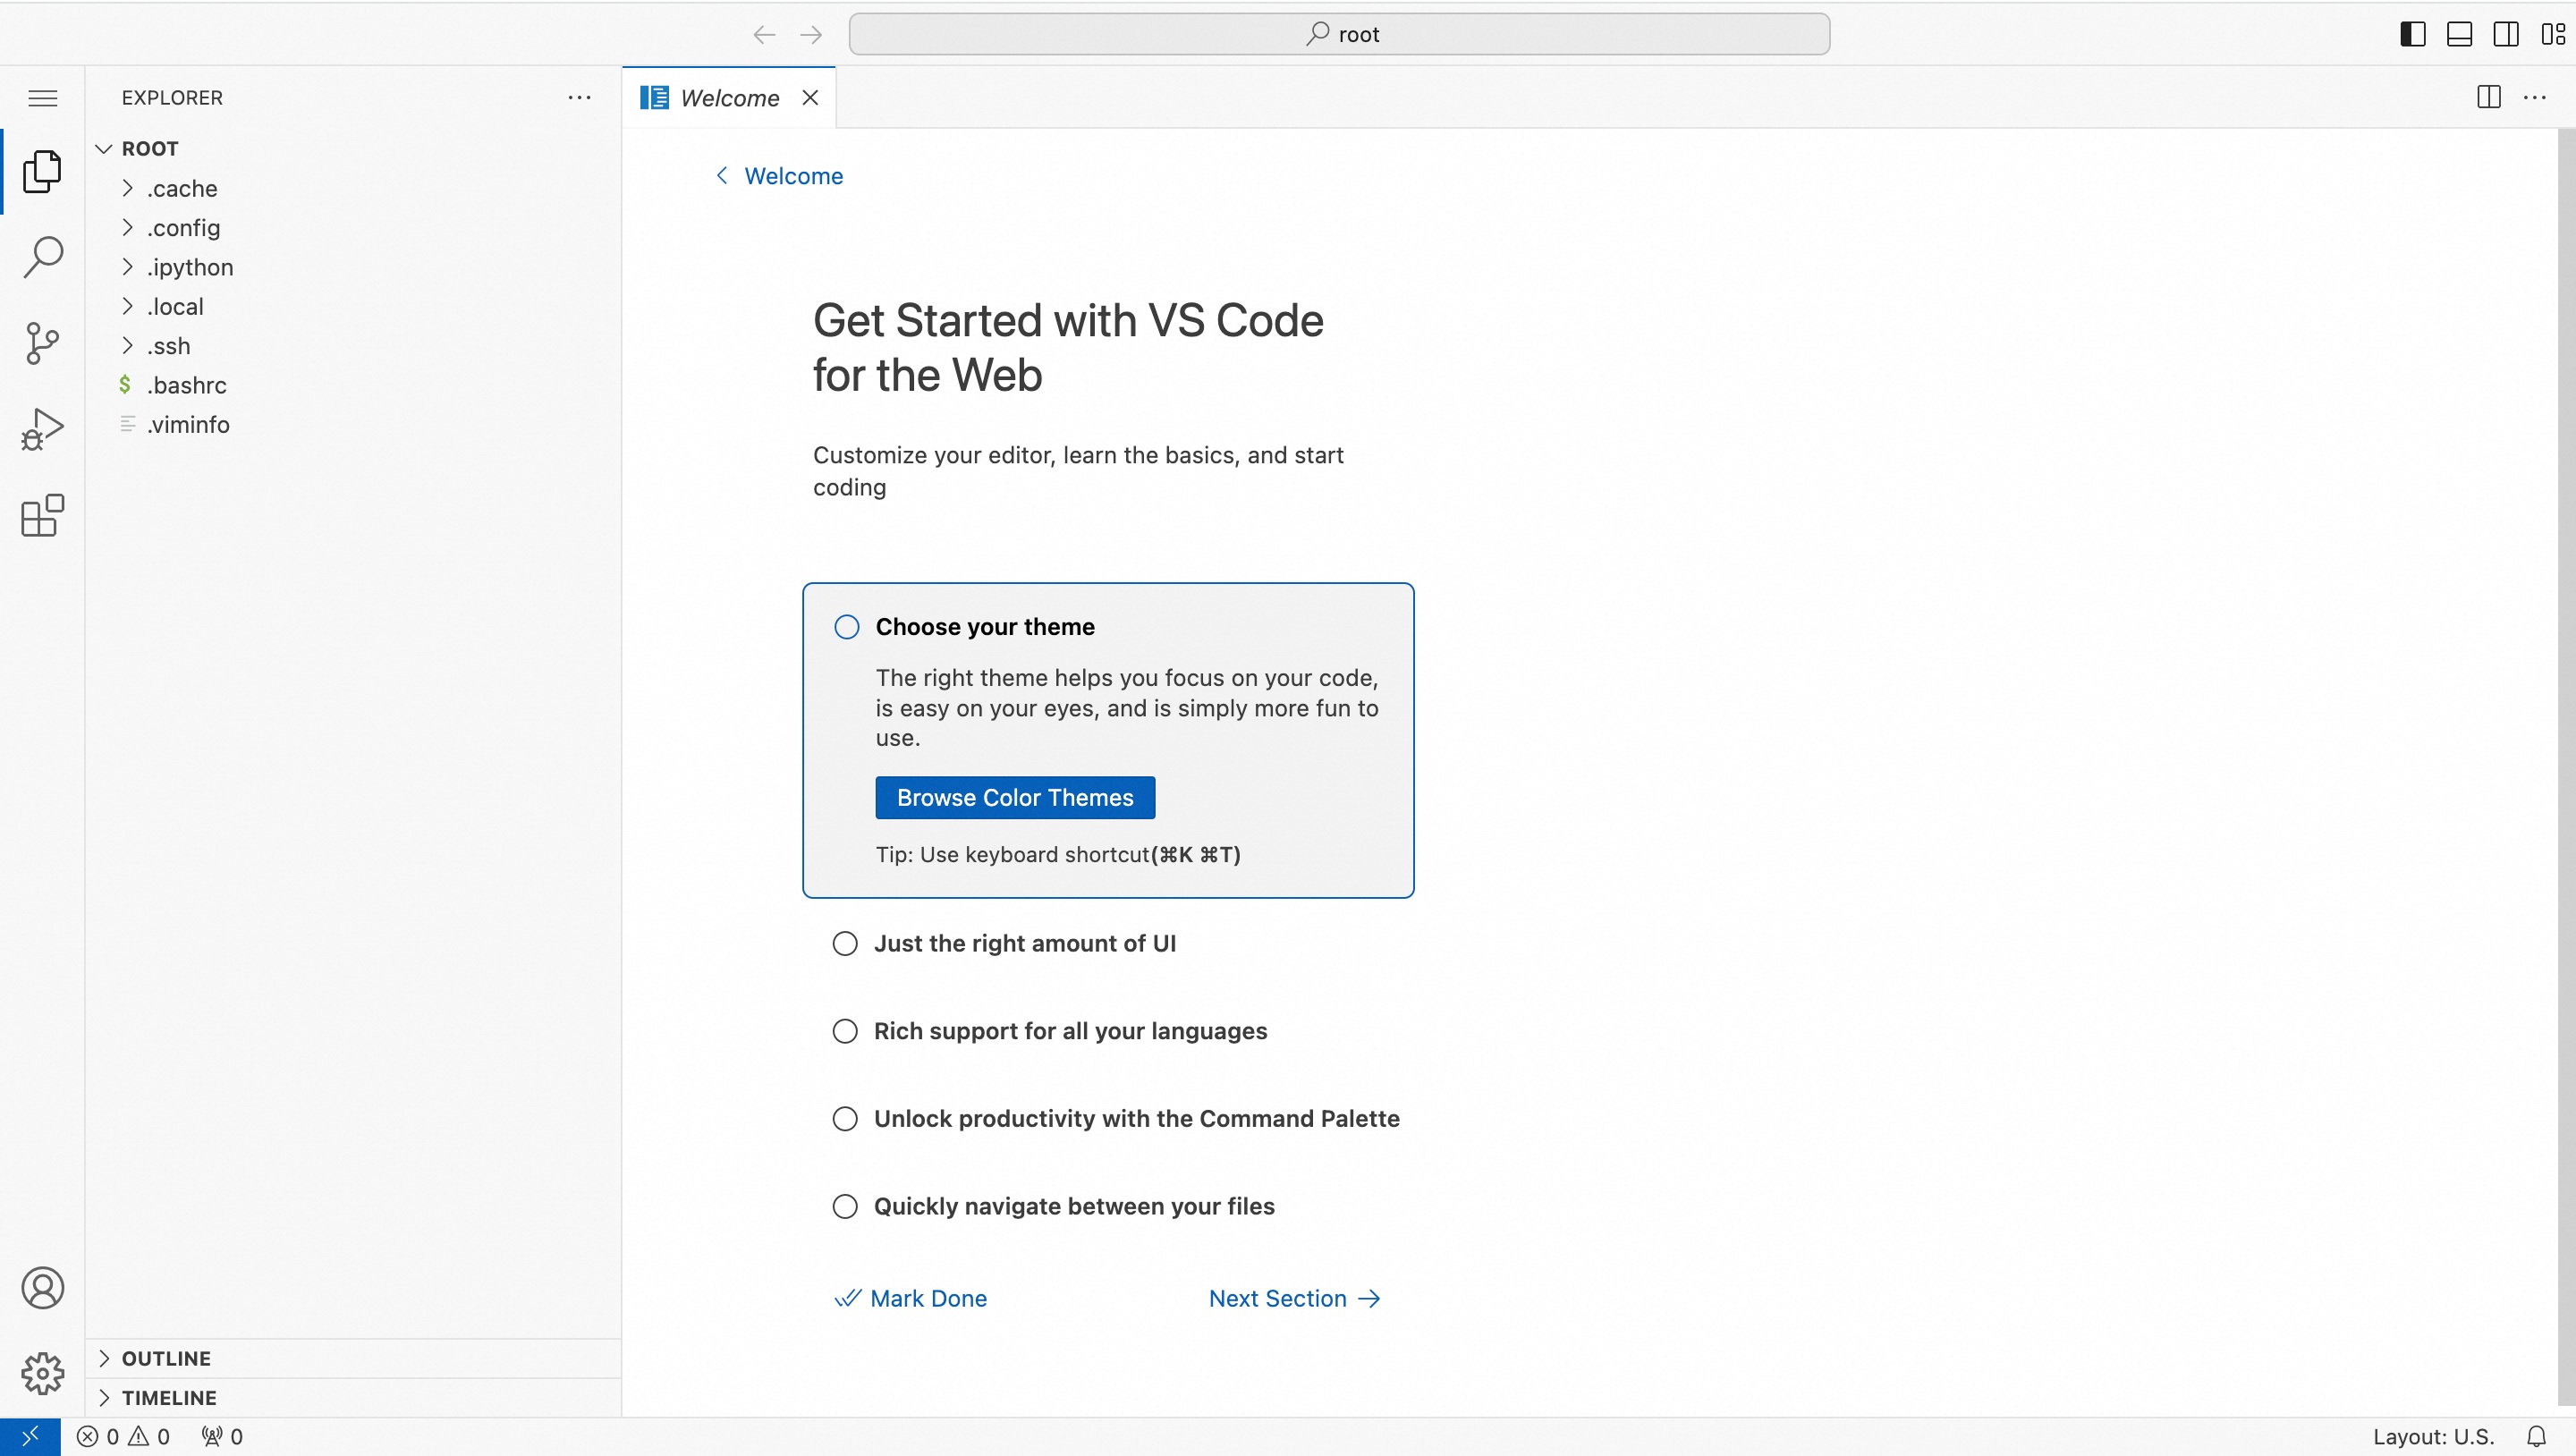 root
EXPLORER
Welcome
ROOT
.cache
.config
.ipython
.local
.ssh
$ .bashrc
.viminfo
Welcome
Get Started with VS Code
for the Web
Customize your editor, learn the basics, and start
coding
Choose your theme
The right theme helps you focus on your code,
is easy on your eyes, and is simply more fun to
use.
Browse Color Themes
Tip: Use keyboard shortcut(⌘K ⌘T)
Just the right amount of UI
Rich support for all your languages
Unlock productivity with the Command Palette
Quickly navigate between your files
Mark Done
Next Section
OUTLINE
TIMELINE
0 0 0
Layout: U.S.